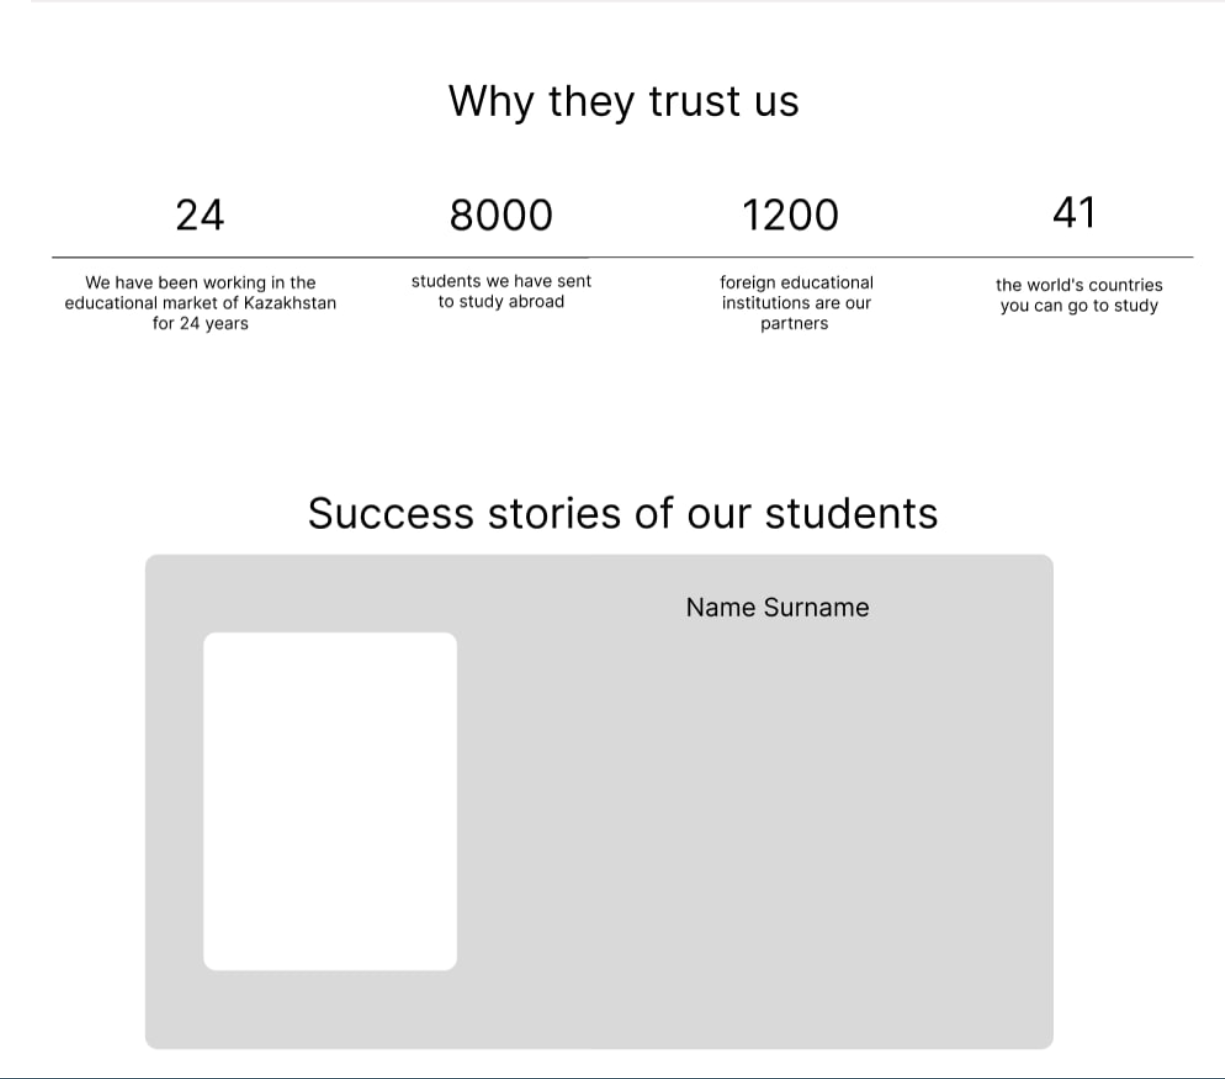 Why they trust us
24
8000
1200
41
We have been working in the
educational market of Kazakhstan
for 24 years
students we have sent
to study abroad
foreign educational
institutions are our
partners
the world's countries
you can go to study
Success stories of our students
Name Surname